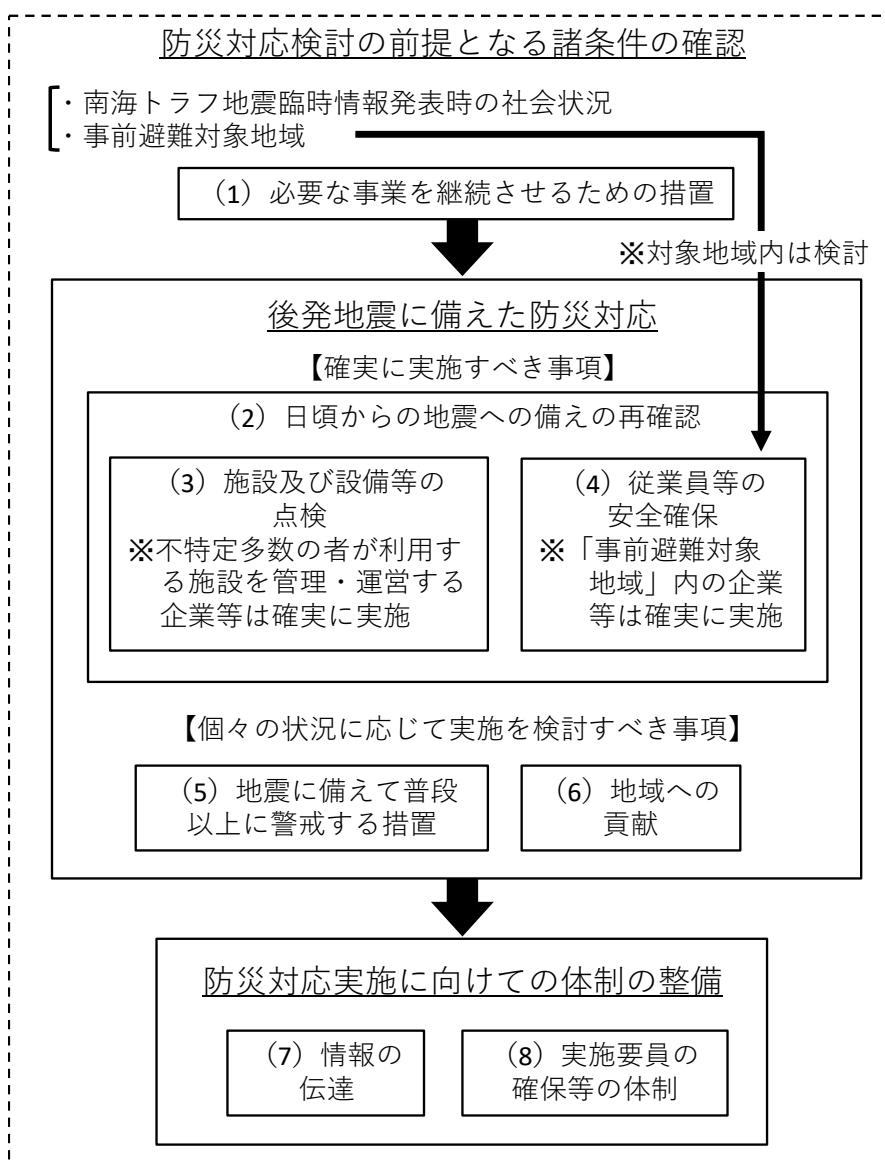 防災対応検討の前提となる諸条件の確認
・南海トラフ地震臨時情報発表時の社会状況
・事前避難対象地域
(1)必要な事業を継続させるための措置
※対象地域内は検討
後発地震に備えた防災対応
【確実に実施すべき事項】
(2)日頃からの地震への備えの再確認
(3)施設及び設備等の
点検
※不特定多数の者が利用す
る施設を管理・運営する
企業等は確実に実施
(4)従業員等の
安全確保
※「事前避難対象
地域」内の企業
等は確実に実施
【個々の状況に応じて実施を検討すべき事項】
(5)地震に備えて普段
以上に警戒する措置
(6)地域への
貢献
防災対応実施に向けての体制の整備
(7)情報の
伝達
(8)実施要員の
確保等の体制